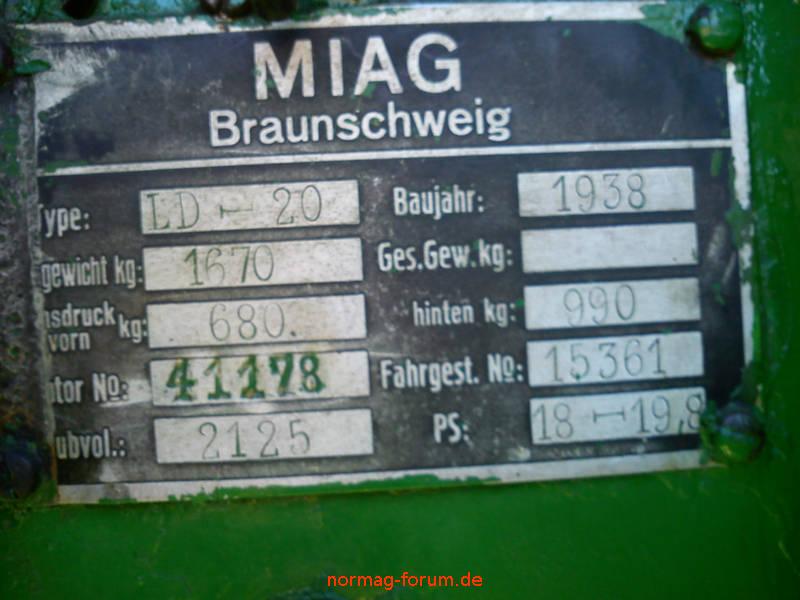 MIAG
Braunschweig
ype: LD - 20 Baujahr: 1938
gewicht kg: 1670 Ges.Gew.kg:
sdruck vorn kg: 680. hinten kg: 990
tor No: 41178 Fahrgest. No: 15361
ubvol.: 2125 PS: 18 - 19,8
normag-forum.de